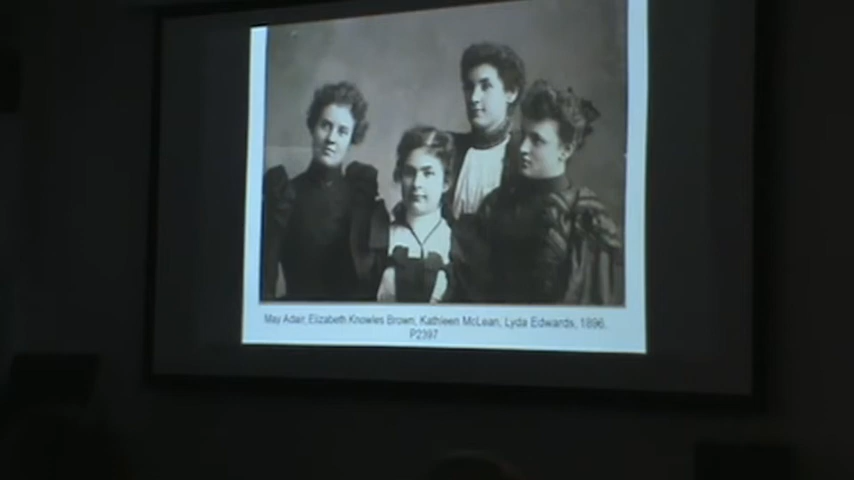 May Adair, Elizabeth Knowles Brown, Kathleen McLean, Lyda Edwards, 1896.
P2397